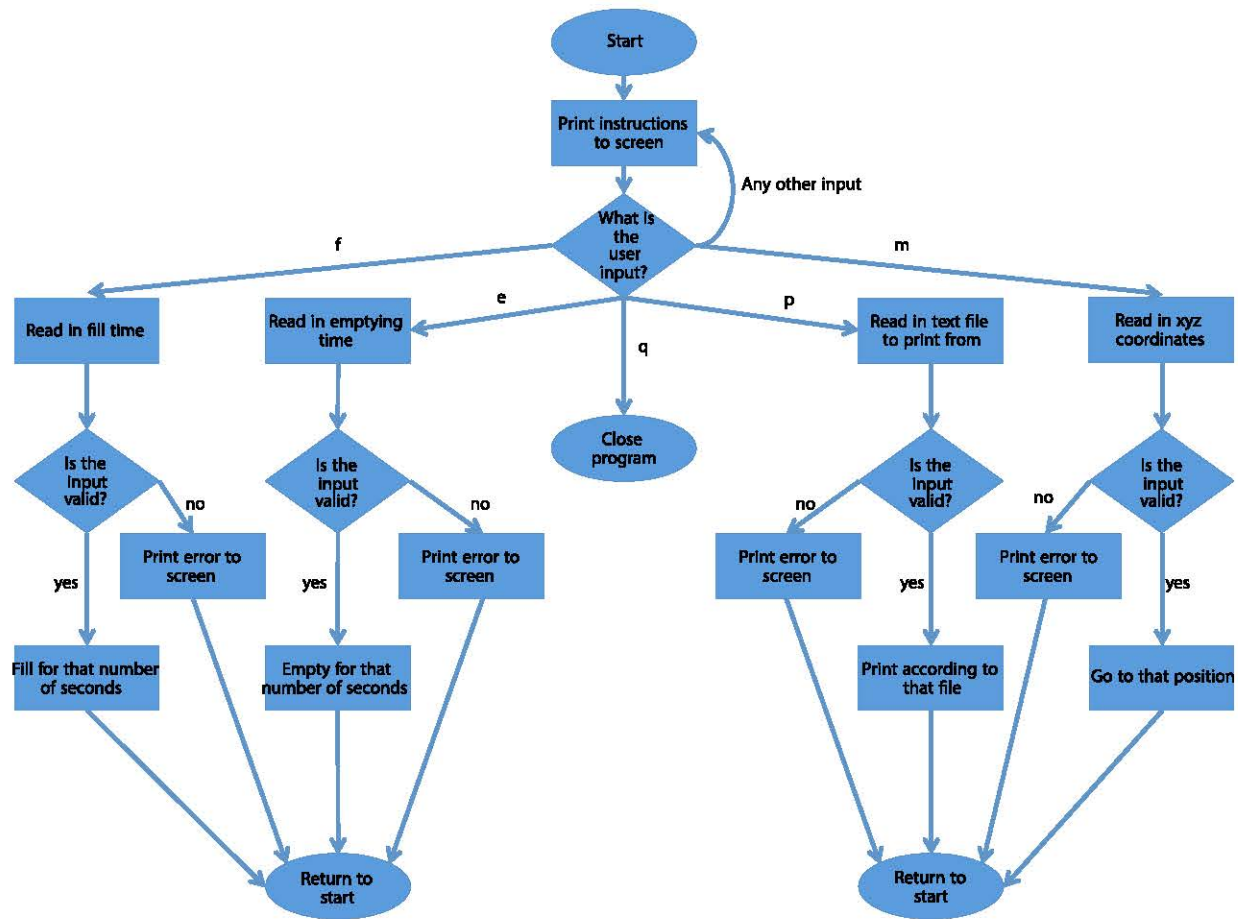 Start
Print instructions
to screen
Any other input
What is
the
user
input?
f
m
e
p
q
Read in fill time
Read in emptying
time
Read in text file
to print from
Read in xyz
coordinates
Close
program
Is the
input
valid?
no
yes
Is the
input
valid?
no
yes
Is the
input
valid?
no
yes
Is the
input
valid?
no
yes
Print error to
screen
Print error to
screen
Print error to
screen
Print error to
screen
Fill for that number
of seconds
Empty for that
number of seconds
Print according to
that file
Go to that position
Return to
start
Return to
start